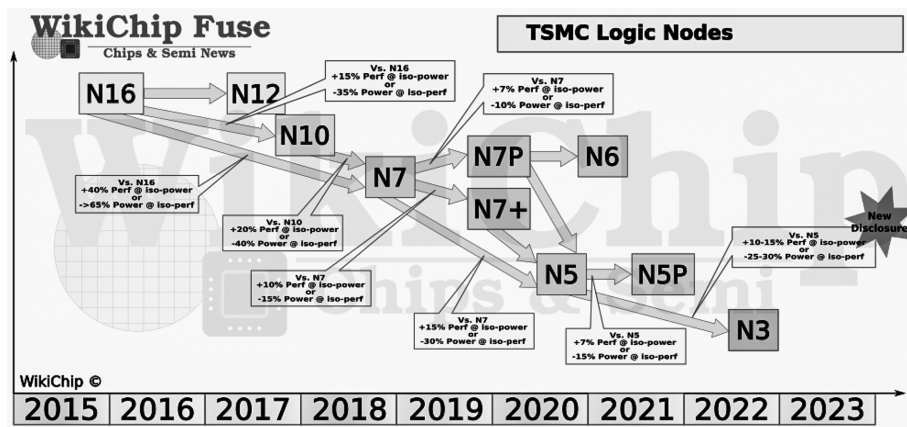 WikiChip Fuse
Chips & Semi News
TSMC Logic Nodes
N16
N12
Vs. N16
+15% Perf @ iso-power
or
-35% Power @ iso-perf
N10
Vs. N7
+7% Perf @ iso-power
or
-10% Power @ iso-perf
N7
N7P
N6
N7+
Vs. N16
+40% Perf @ iso-power
or
->65% Power @ iso-perf
Vs. N10
+20% Perf @ iso-power
or
-40% Power @ iso-perf
Vs. N7
+10% Perf @ iso-power
or
-15% Power @ iso-perf
New
Disclosure
Vs. N5
+10-15% Perf @ iso-power
or
-25-30% Power @ iso-perf
N5
N5P
N3
Vs. N7
+15% Perf @ iso-power
or
-30% Power @ iso-perf
Vs. N5
+7% Perf @ iso-power
or
-15% Power @ iso-perf
WikiChip
Chips & Semi
WikiChip ©
2015 2016 2017 2018 2019 2020 2021 2022 2023